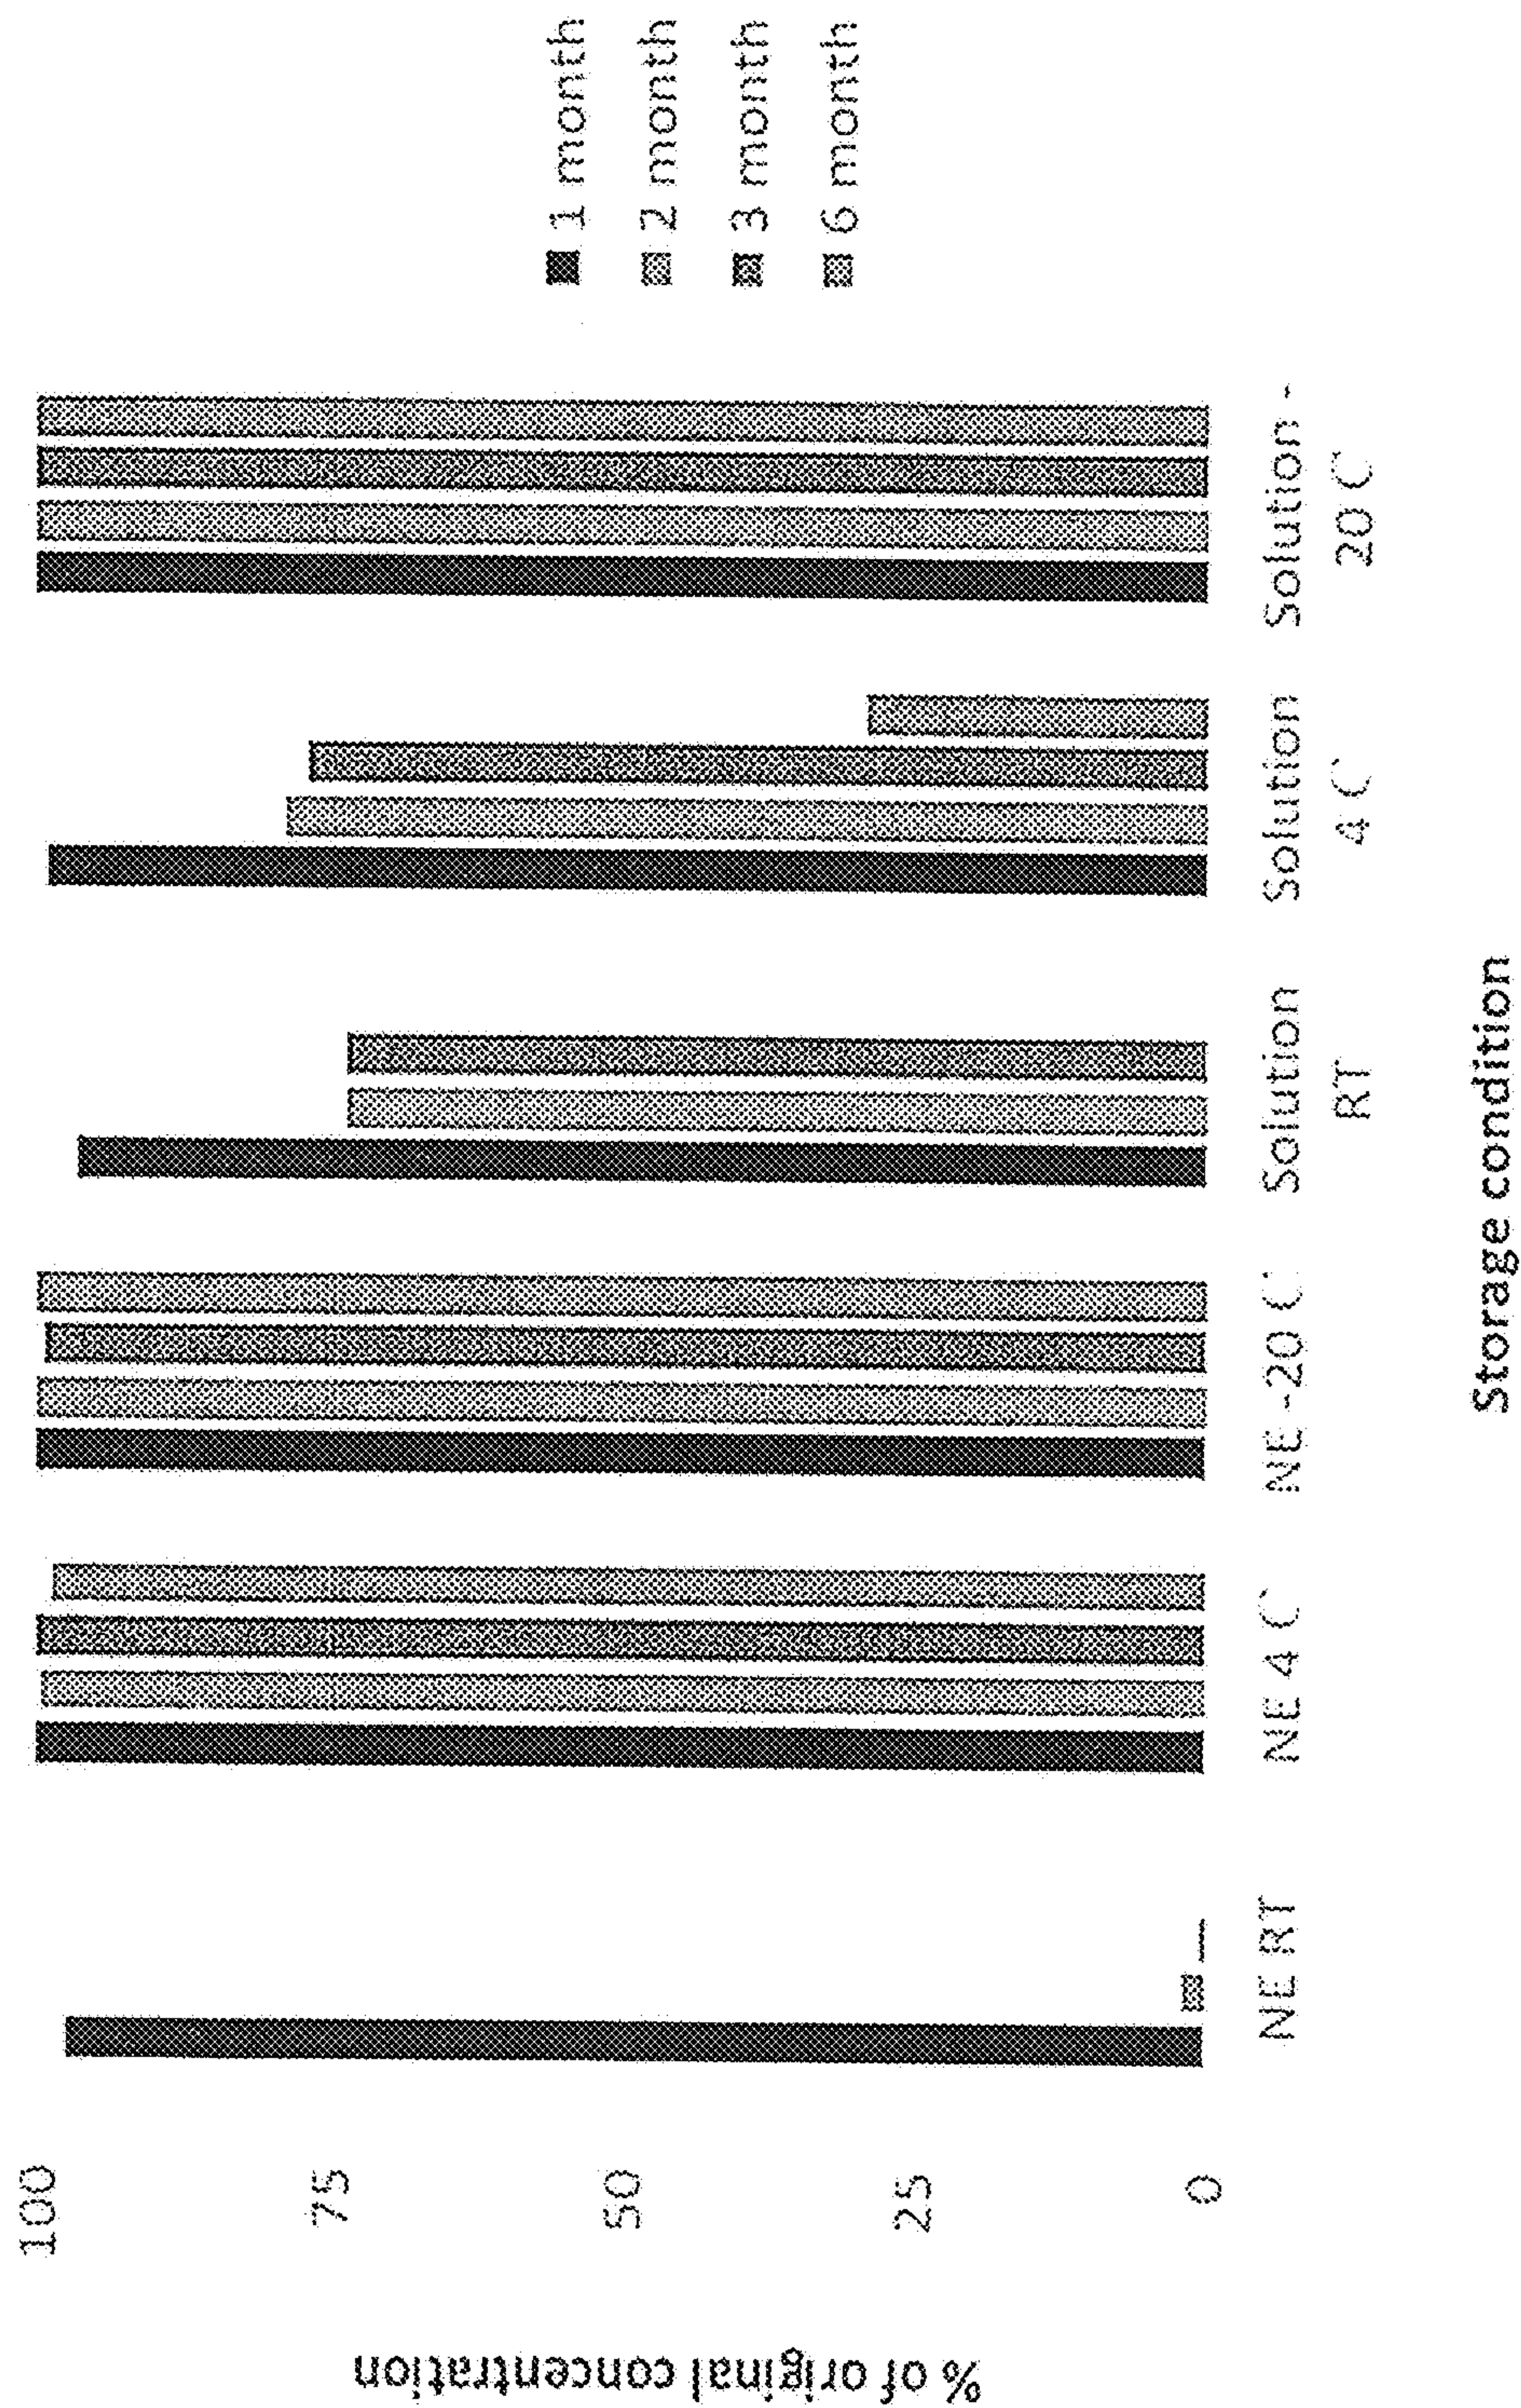 % of original concentration
100
75
50
25
0
NE RT
NE 4 C
NE -20 C
Solution
RT
Solution
4 C
Solution -
20 C
Storage condition
1 month
2 month
3 month
6 month